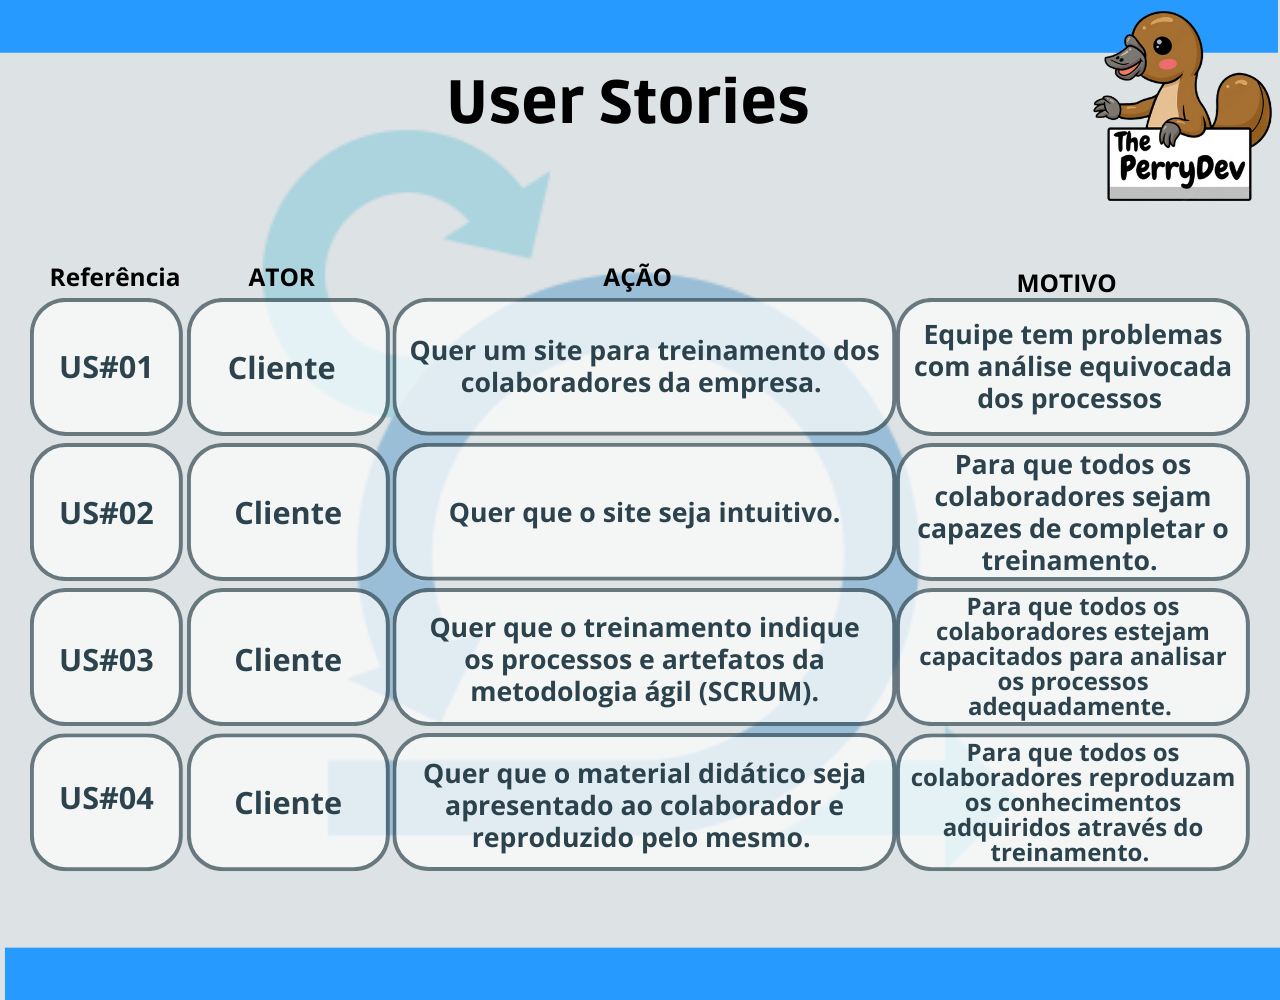 User Stories
The
PerryDev
Referência
ATOR
AÇÃO
MOTIVO
US#01
Cliente
Quer um site para treinamento dos
colaboradores da empresa.
Equipe tem problemas
com análise equivocada
dos processos
US#02
Cliente
Quer que o site seja intuitivo.
Para que todos os
colaboradores sejam
capazes de completar o
treinamento.
US#03
Cliente
Quer que o treinamento indique
os processos e artefatos da
metodologia ágil (SCRUM).
Para que todos os
colaboradores estejam
capacitados para analisar
os processos
adequadamente.
US#04
Cliente
Quer que o material didático seja
apresentado ao colaborador e
reproduzido pelo mesmo.
Para que todos os
colaboradores reproduzam
os conhecimentos
adquiridos através do
treinamento.